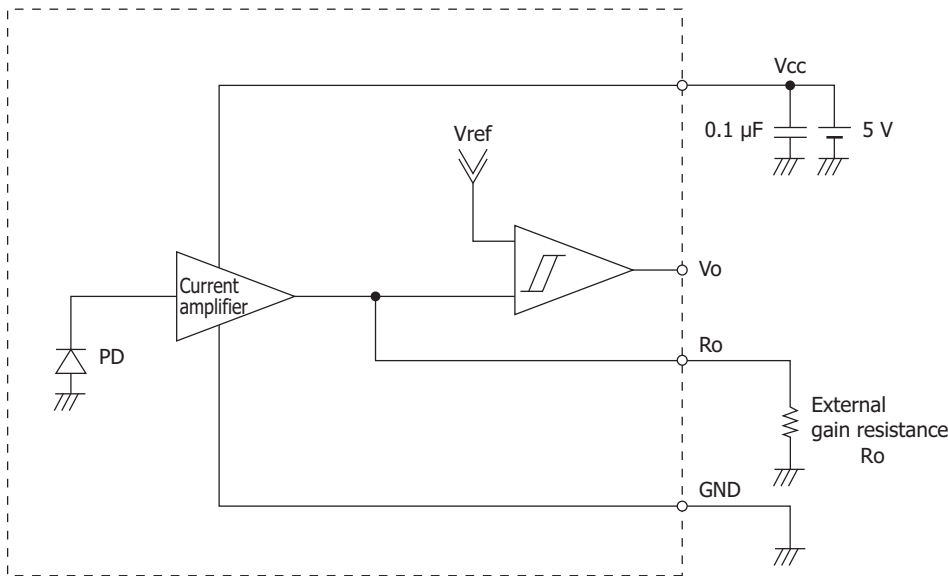 Vcc
0.1 µF
5 V
Vref
Vo
Current
amplifier
PD
Ro
External
gain resistance
Ro
GND